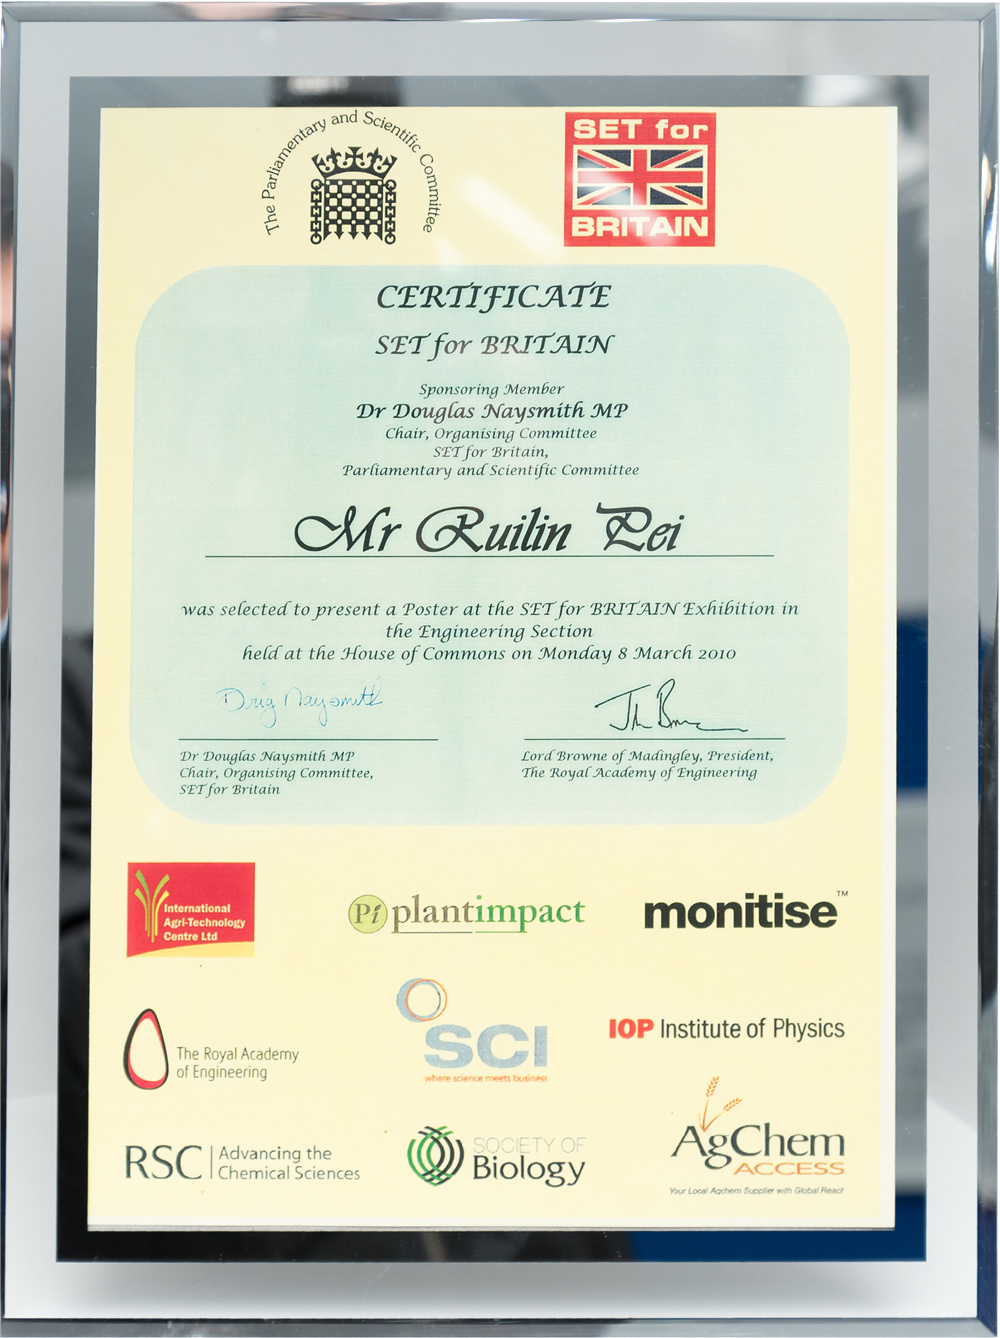 The Parliamentary and Scientific Committee
SET for
BRITAIN
CERTIFICATE
SET for BRITAIN
Sponsoring Member
Dr Douglas Naysmith MP
Chair, Organising Committee
SET for Britain,
Parliamentary and Scientific Committee
Mr Ruilin Pei
was selected to present a Poster at the SET for BRITAIN Exhibition in
the Engineering Section
held at the House of Commons on Monday 8 March 2010
Doug Naysmith
Dr Douglas Naysmith MP
Chair, Organising Committee,
SET for Britain
Lord Browne of Madingley, President,
The Royal Academy of Engineering
International
Agri-Technology
Centre Ltd
Pi plantimpact
monitise™
The Royal Academy
of Engineering
SCI
where science meets business
IOP Institute of Physics
RSC Advancing the
Chemical Sciences
SOCIETY OF
Biology
AgChem
ACCESS
Your Local Agchem Supplier with Global Reach